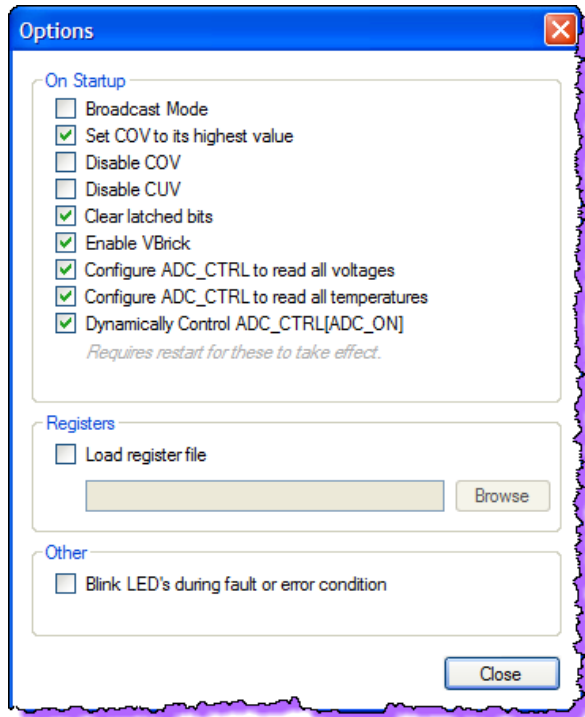 Options
On Startup
Broadcast Mode
Set COV to its highest value
Disable COV
Disable CUV
Clear latched bits
Enable VBrick
Configure ADC_CTRL to read all voltages
Configure ADC_CTRL to read all temperatures
Dynamically Control ADC_CTRL[ADC_ON]
Requires restart for these to take effect.
Registers
Load register file
Browse
Other
Blink LED's during fault or error condition
Close